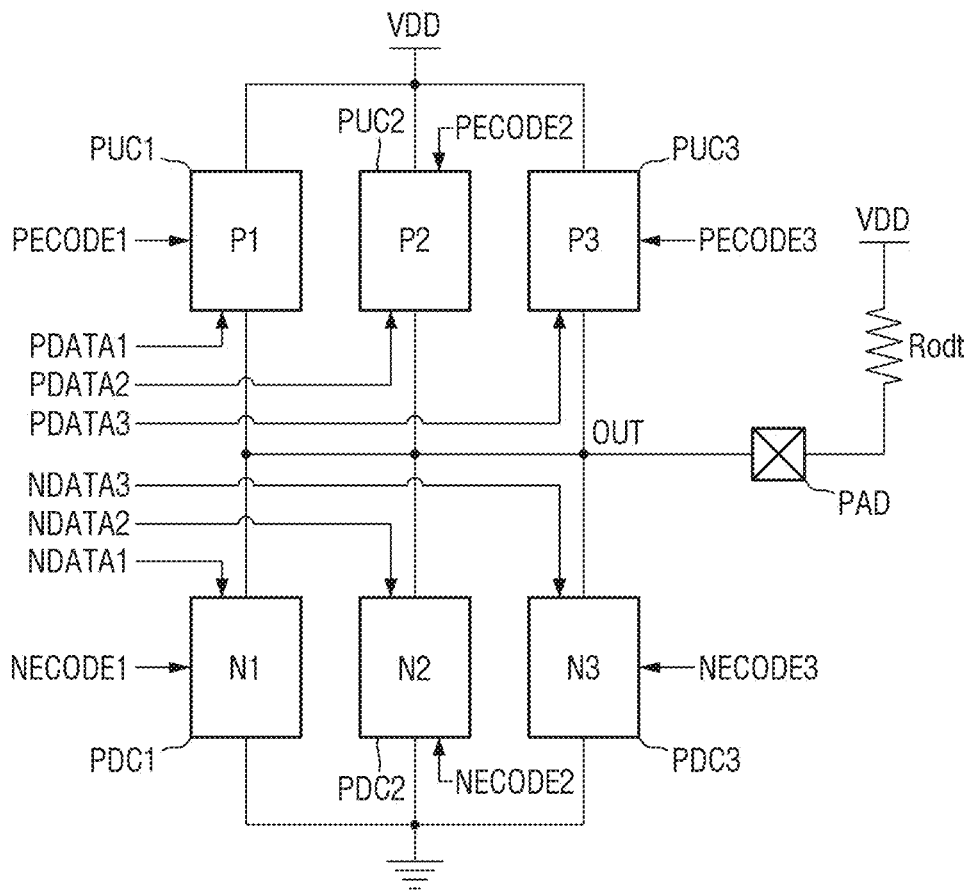 VDD
PUC1
PUC2
PECODE2
PUC3
PECODE1
P1
P2
P3
PECODE3
VDD
Rodt
PDATA1
PDATA2
PDATA3
OUT
PAD
NDATA3
NDATA2
NDATA1
NECODE1
N1
N2
N3
NECODE3
PDC1
PDC2
NECODE2
PDC3